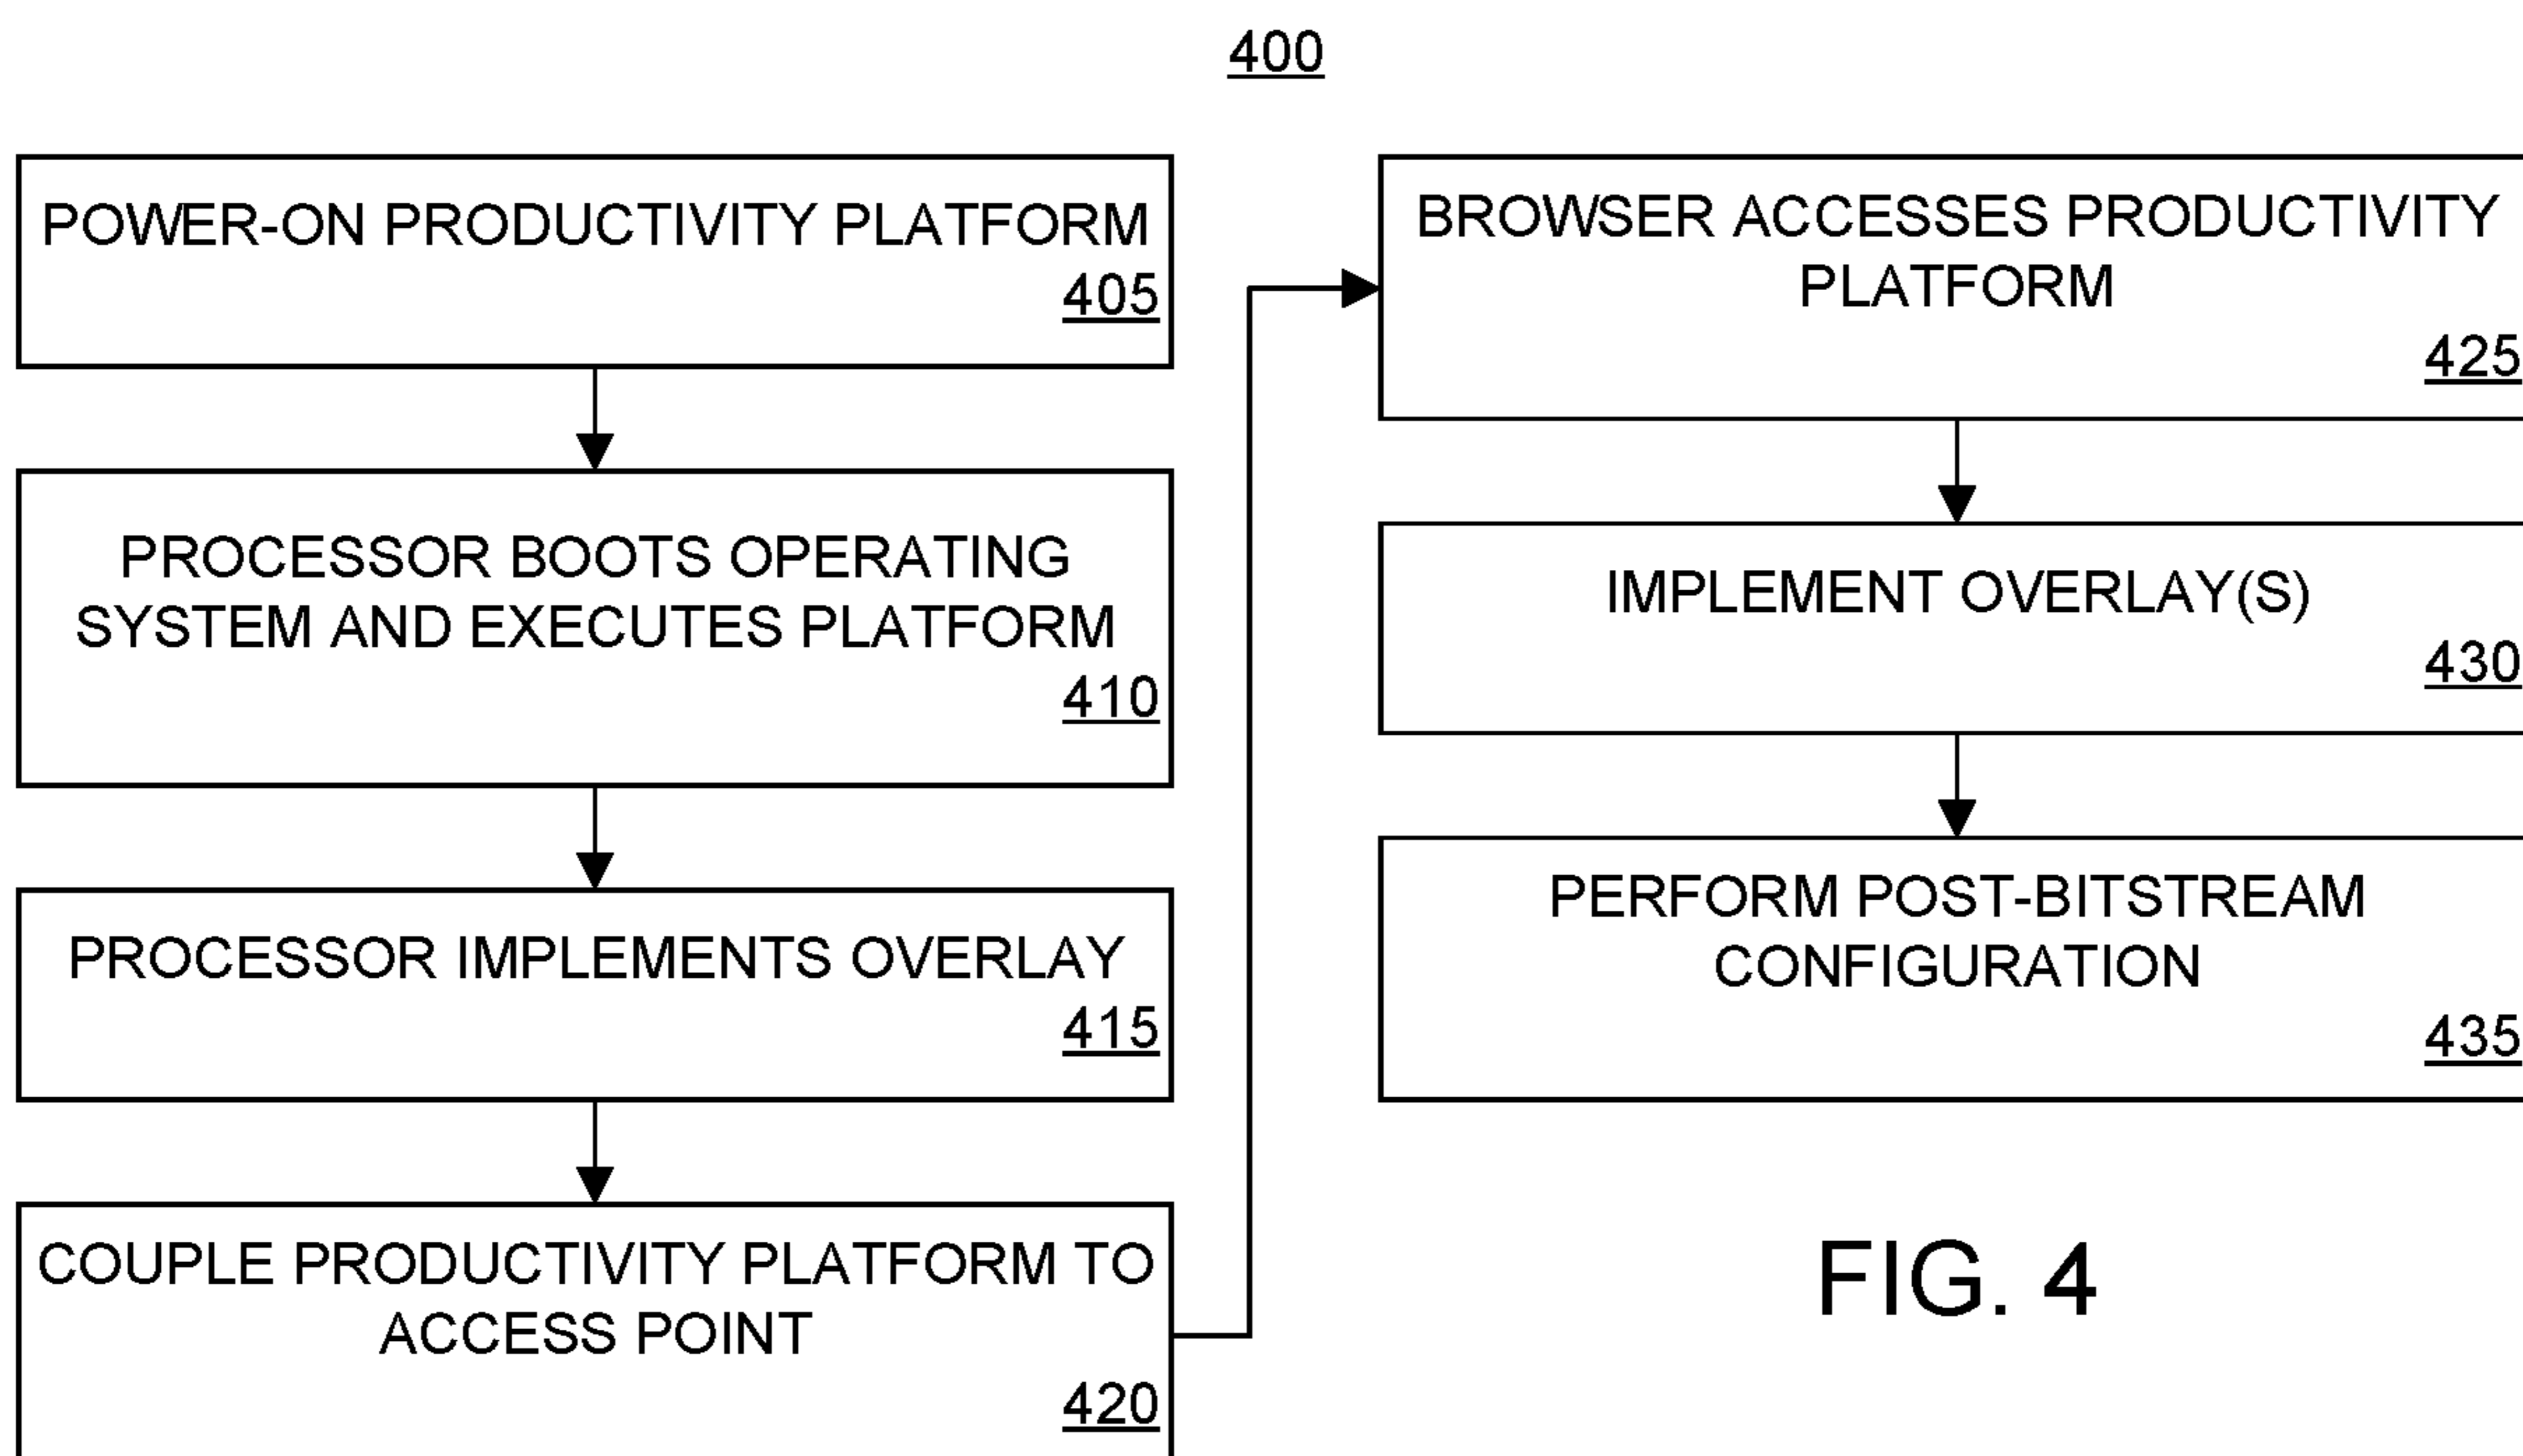 400
POWER-ON PRODUCTIVITY PLATFORM
405
PROCESSOR BOOTS OPERATING
SYSTEM AND EXECUTES PLATFORM
410
PROCESSOR IMPLEMENTS OVERLAY
415
COUPLE PRODUCTIVITY PLATFORM TO
ACCESS POINT
420
BROWSER ACCESSES PRODUCTIVITY
PLATFORM
425
IMPLEMENT OVERLAY(S)
430
PERFORM POST-BITSTREAM
CONFIGURATION
435
FIG. 4